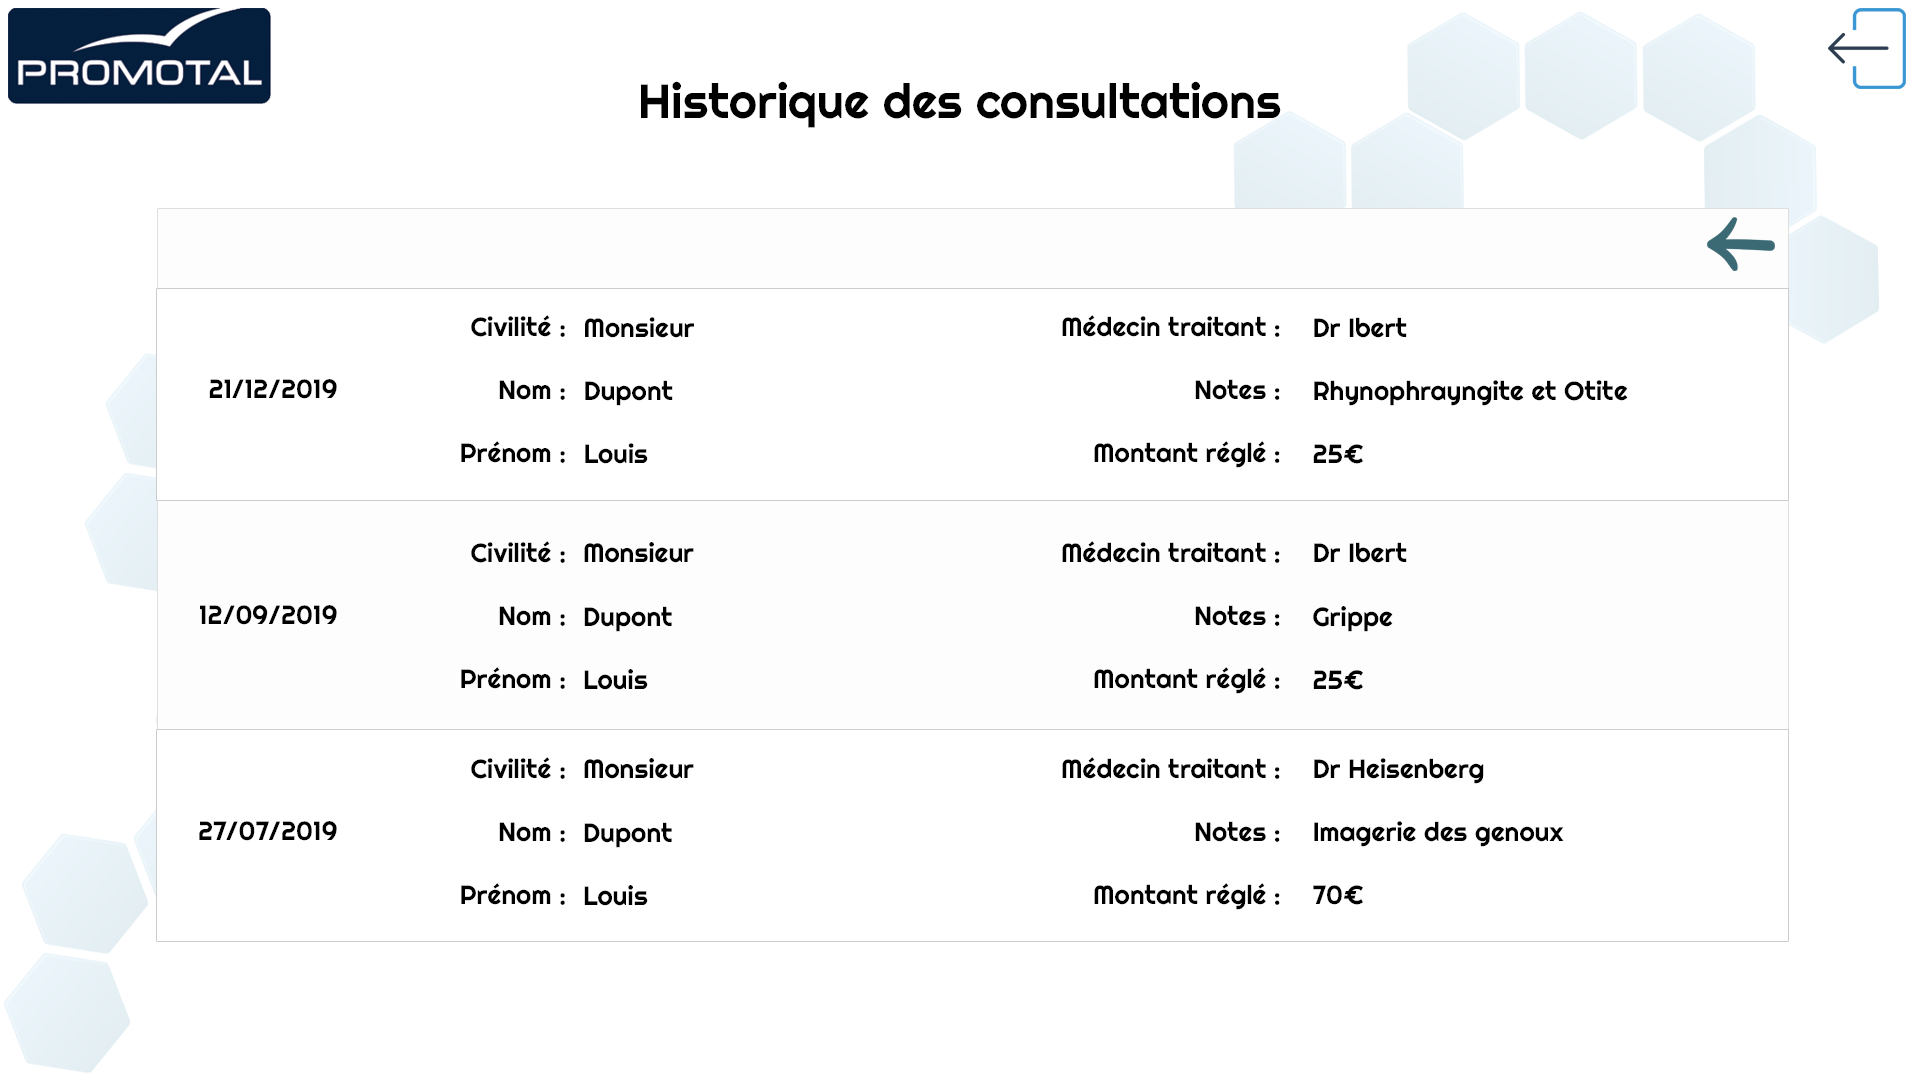 PROMOTAL
Historique des consultations
21/12/2019
Civilité : Monsieur
Nom : Dupont
Prénom : Louis
Médecin traitant : Dr Ibert
Notes : Rhynophrayngite et Otite
Montant réglé : 25€
12/09/2019
Civilité : Monsieur
Nom : Dupont
Prénom : Louis
Médecin traitant : Dr Ibert
Notes : Grippe
Montant réglé : 25€
27/07/2019
Civilité : Monsieur
Nom : Dupont
Prénom : Louis
Médecin traitant : Dr Heisenberg
Notes : Imagerie des genoux
Montant réglé : 70€